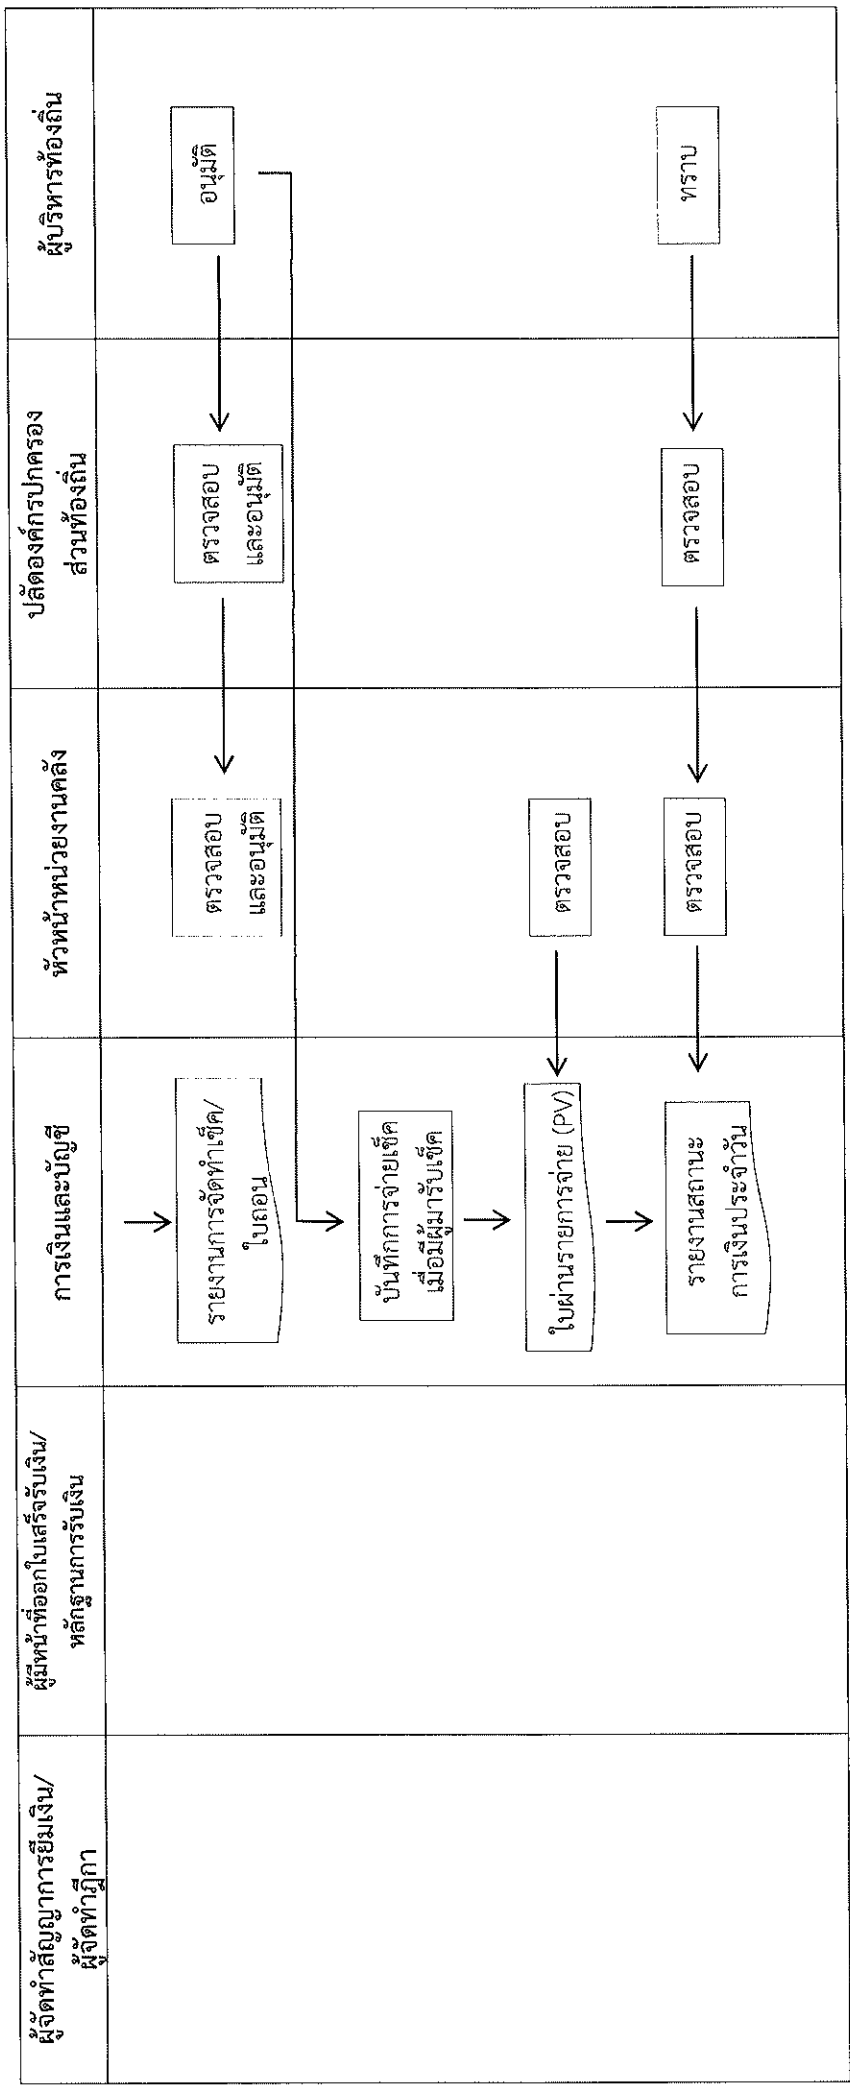 ผู้จัดทำสัญญาการยืมเงิน/
ผู้จัดทำฎีกา
ผู้มีหน้าที่ออกใบเสร็จรับเงิน/
หลักฐานการรับเงิน
การเงินและบัญชี
หัวหน้าหน่วยงานคลัง
ปลัดองค์กรปกครอง
ส่วนท้องถิ่น
ผู้บริหารท้องถิ่น
รายงานการจัดทำเช็ค/
ใบถอน
ตรวจสอบ
และอนุมัติ
ตรวจสอบ
และอนุมัติ
อนุมัติ
บันทึกการจ่ายเช็ค
เมื่อมีผู้มารับเช็ค
ใบผ่านรายการจ่าย (PV)
ตรวจสอบ
รายงานสถานะ
การเงินประจำวัน
ตรวจสอบ
ตรวจสอบ
ทราบ